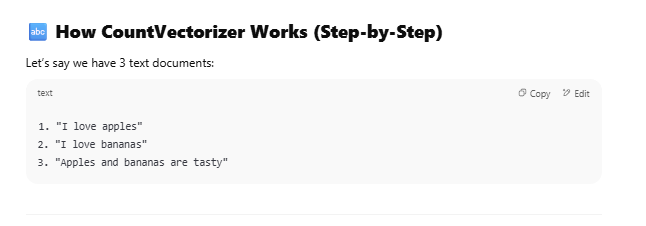 abc How CountVectorizer Works (Step-by-Step)
Let's say we have 3 text documents:
text Copy Edit
1. "I love apples"
2. "I love bananas"
3. "Apples and bananas are tasty"